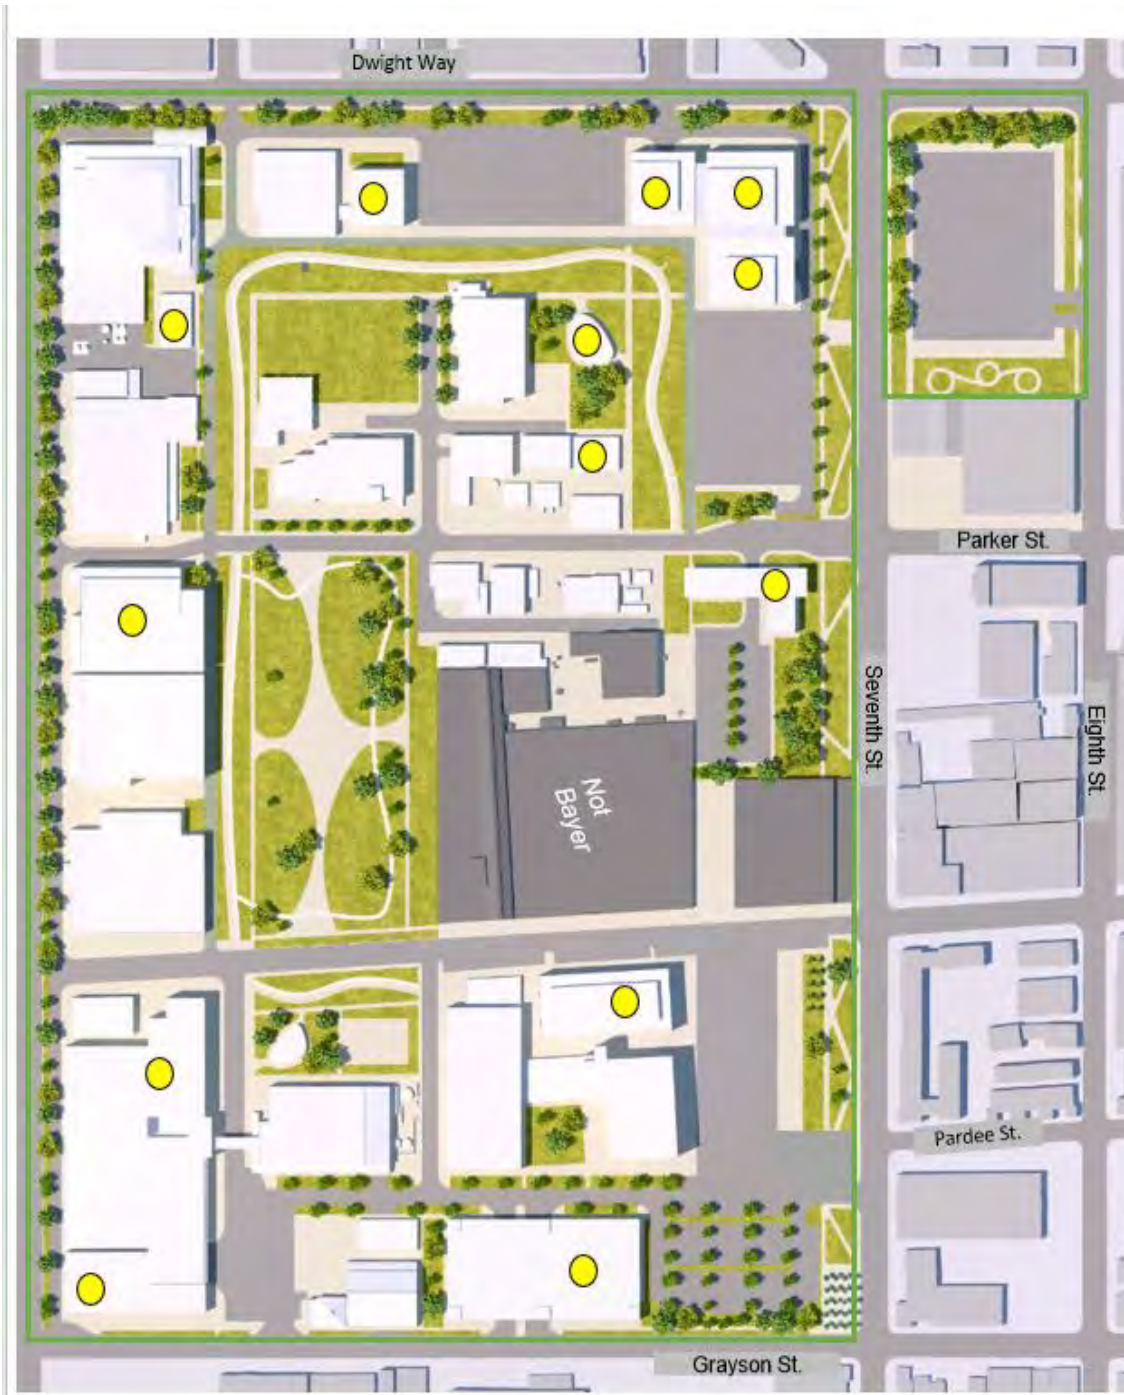 Dwight Way
Parker St.
Seventh St.
Eighth St.
Not
Bayer
Pardee St.
Grayson St.